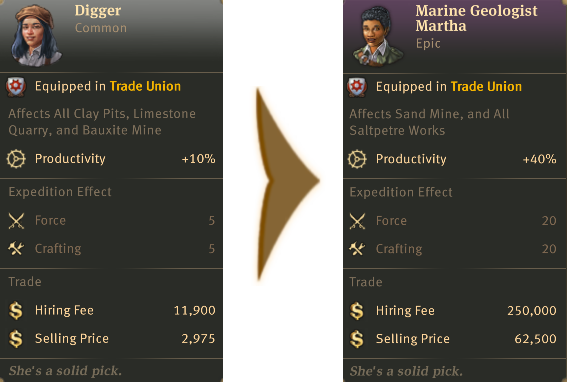 Digger
Common
Equipped in Trade Union
Affects All Clay Pits, Limestone
Quarry, and Bauxite Mine
Productivity +10%
Expedition Effect
Force 5
Crafting 5
Trade
Hiring Fee 11,900
Selling Price 2,975
She's a solid pick.
Marine Geologist
Martha
Epic
Equipped in Trade Union
Affects Sand Mine, and All
Saltpetre Works
Productivity +40%
Expedition Effect
Force 20
Crafting 20
Trade
Hiring Fee 250,000
Selling Price 62,500
She's a solid pick.